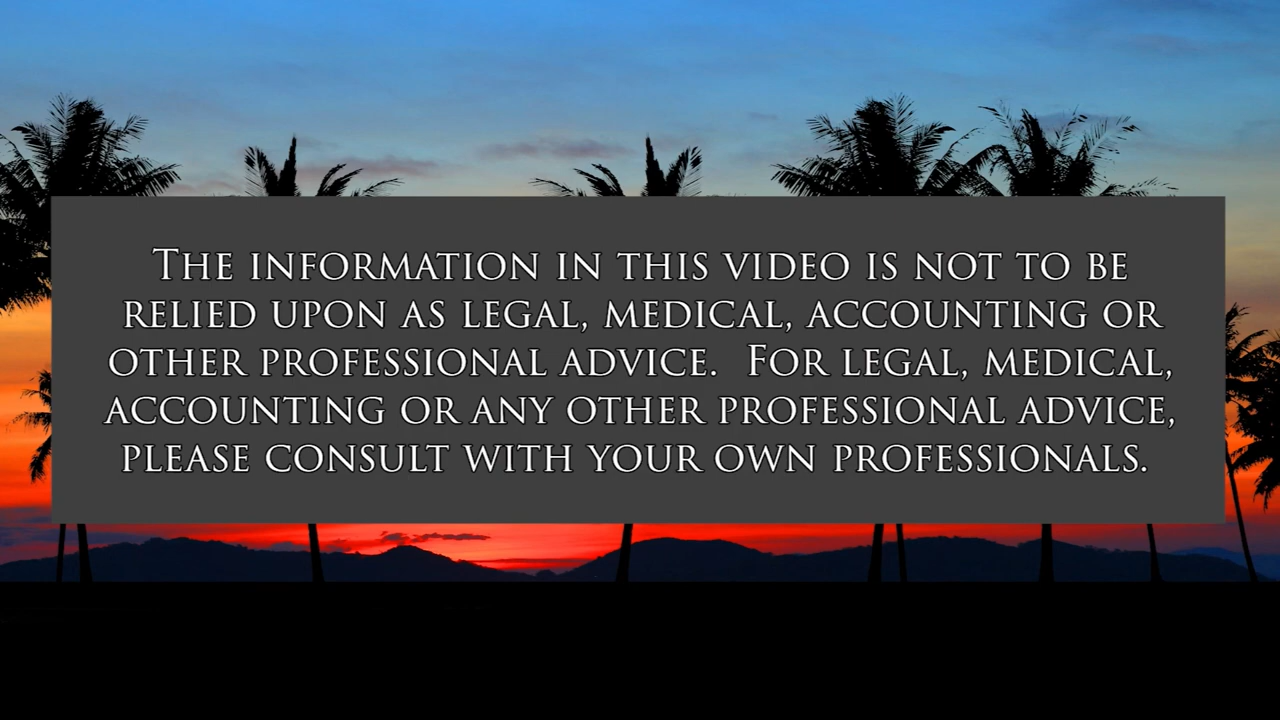 The information in this video is not to be
relied upon as legal, medical, accounting or
other professional advice.  For legal, medical,
accounting or any other professional advice,
please consult with your own professionals.